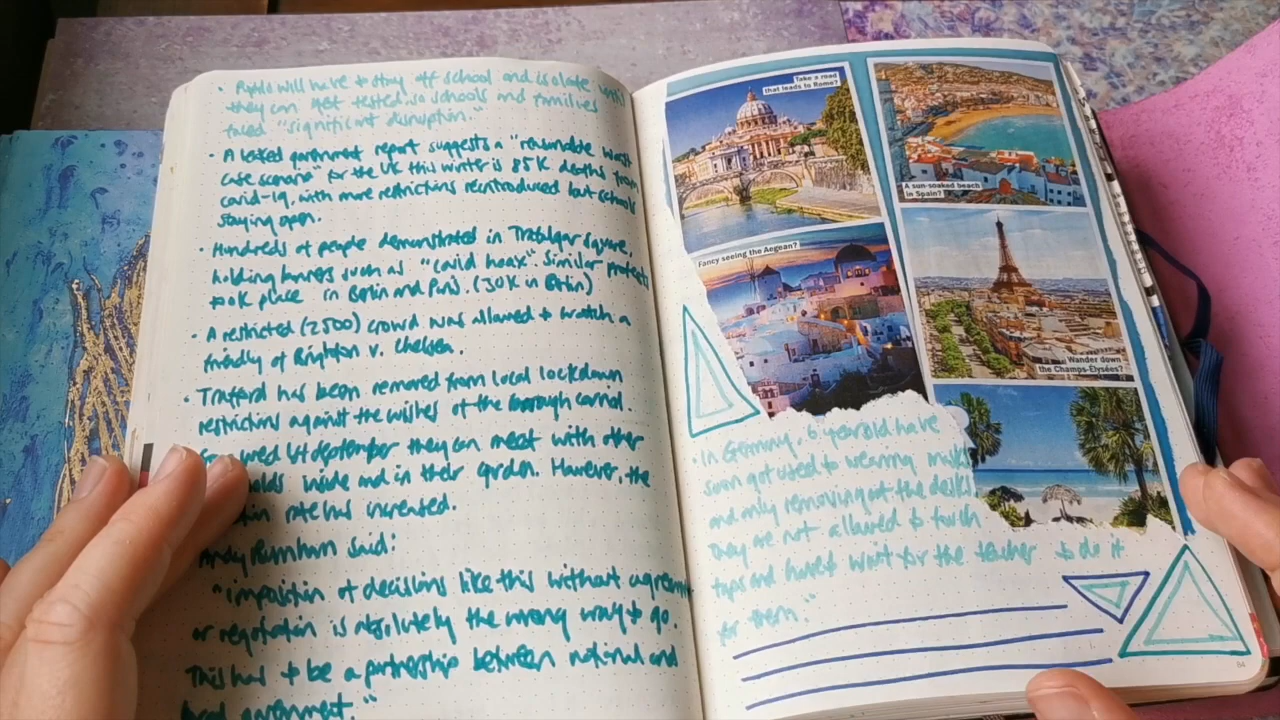 • Pupils will have to stay off school and isolate until
they can get tested, so schools and families
faced "significant disruption."
• A leaked government report suggests a "reasonable worst
case scenario" for the UK this winter is 85K deaths from
covid-19, with more restrictions reintroduced but schools
staying open.
• Hundreds of people demonstrated in Trafalgar square,
holding banners such as "covid hoax". Similar protests
took place in Berlin and Paris. (30K in Berlin)
• A restricted (2500) crowd was allowed to watch a
friendly of Brighton v. Chelsea.
• Trafford has been removed from local lockdown
restrictions against the wishes of the borough council.
wed september they can meet with other
inside and in their garden. However, the
rate has increased.
Andy Burnham said:
"imposition of decisions like this without agreement
or negotiation is absolutely the wrong way to go.
This has to be a partnership between national and
local government."
Take a road
that leads to Rome?
A sun-soaked beach
in Spain?
Fancy seeing the Aegean?
Wander down
the Champs-Elysées?
• In Germany, 6 year old have
soon got used to wearing masks
and only removing at the desks
They are not allowed to touch
taps and have to wait for the teacher to do it
for them."
84